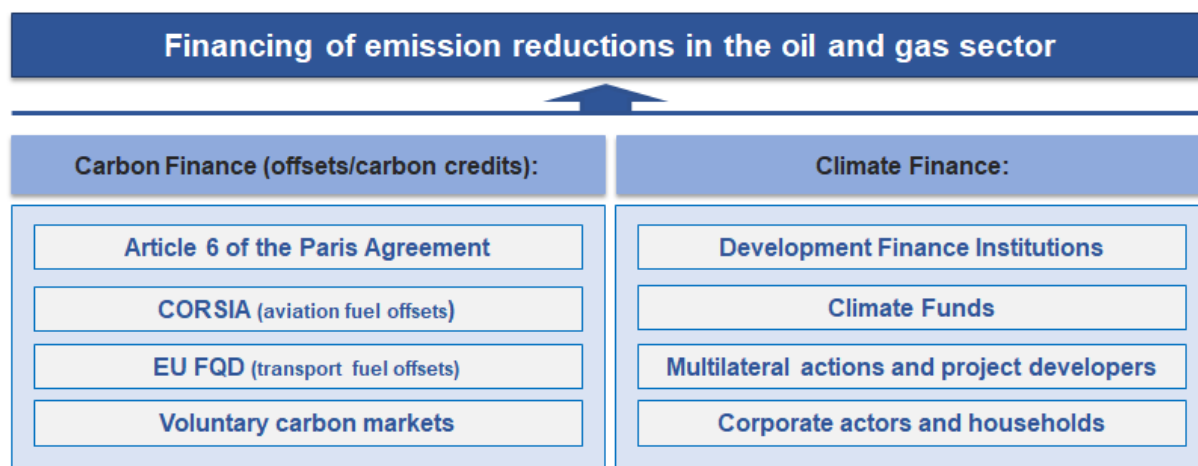 Financing of emission reductions in the oil and gas sector
Carbon Finance (offsets/carbon credits):
Article 6 of the Paris Agreement
CORSIA (aviation fuel offsets)
EU FQD (transport fuel offsets)
Voluntary carbon markets
Climate Finance:
Development Finance Institutions
Climate Funds
Multilateral actions and project developers
Corporate actors and households